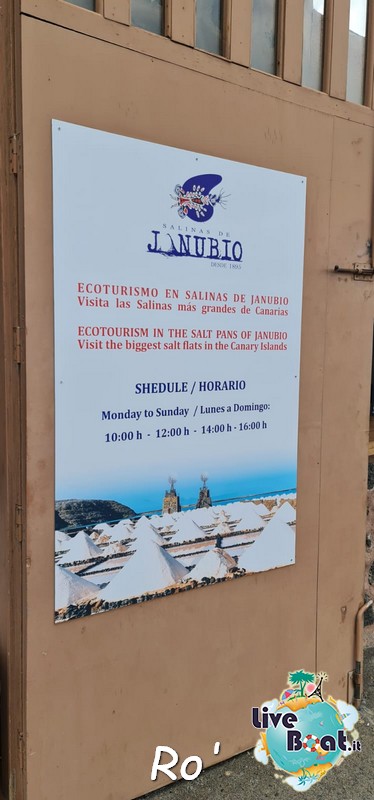 SALINAS DE
JANUBIO
DESDE 1895
ECOTURISMO EN SALINAS DE JANUBIO
Visita las Salinas más grandes de Canarias
ECOTOURISM IN THE SALT PANS OF JANUBIO
Visit the biggest salt flats in the Canary Islands
SHEDULE / HORARIO
Monday to Sunday / Lunes a Domingo:
10:00 h - 12:00 h - 14:00 h - 16:00 h
Live
Boat.it
Ro'